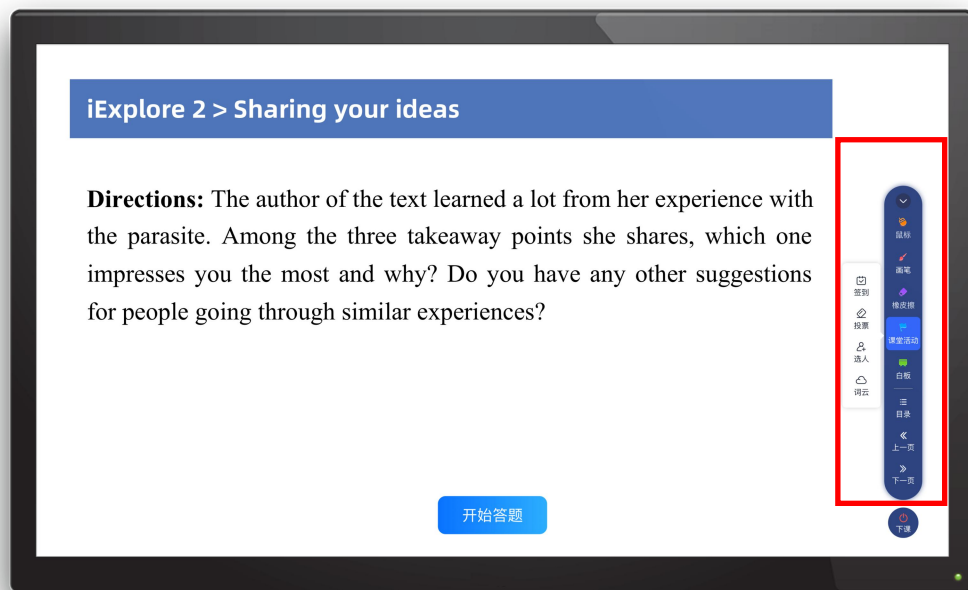 iExplore 2 > Sharing your ideas
Directions: The author of the text learned a lot from her experience with
the parasite. Among the three takeaway points she shares, which one
impresses you the most and why? Do you have any other suggestions
for people going through similar experiences?
签到
投票
选人
词云
鼠标
画笔
橡皮擦
课堂活动
白板
目录
上一页
下一页
下课
开始答题